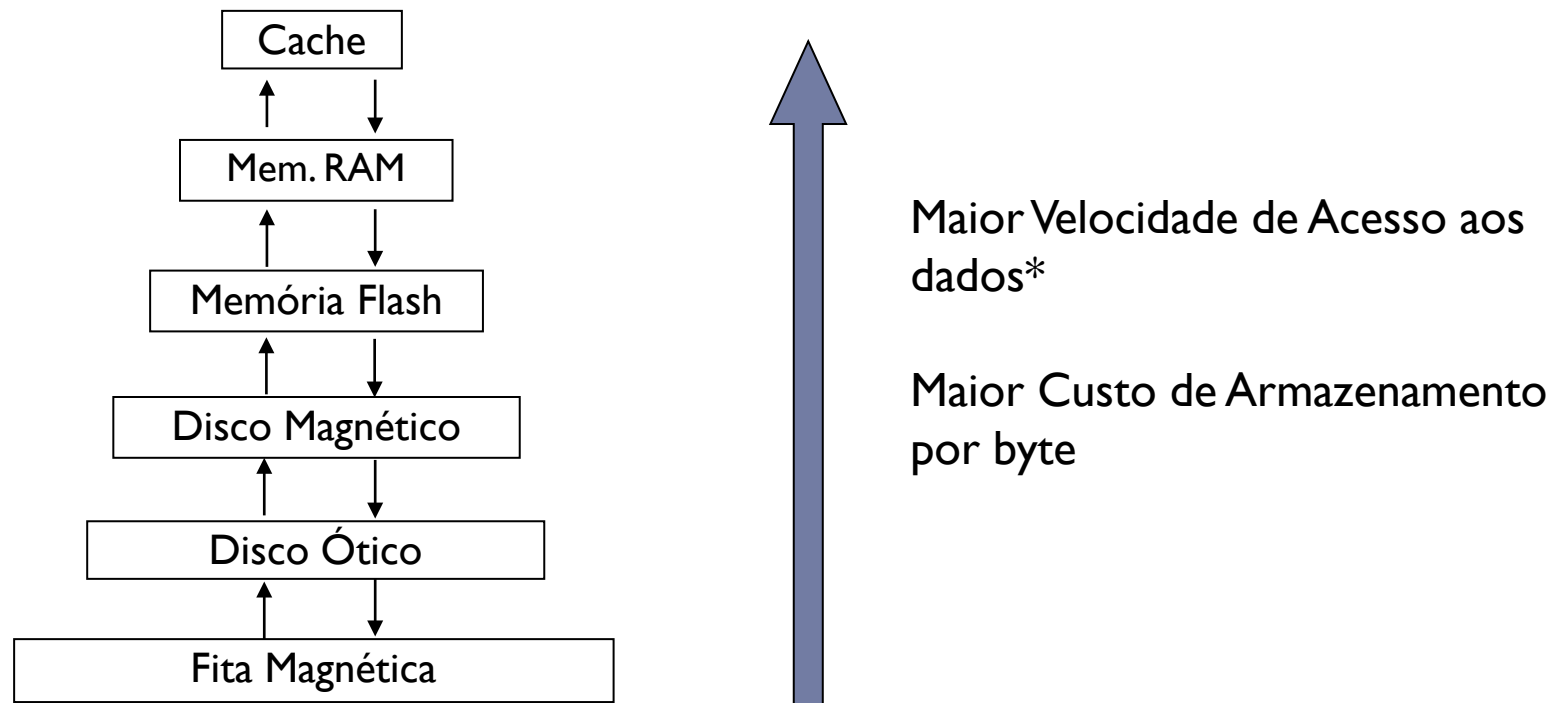 Cache
Mem. RAM
Memória Flash
Disco Magnético
Disco Ótico
Fita Magnética
Maior Velocidade de Acesso aos
dados*
Maior Custo de Armazenamento
por byte